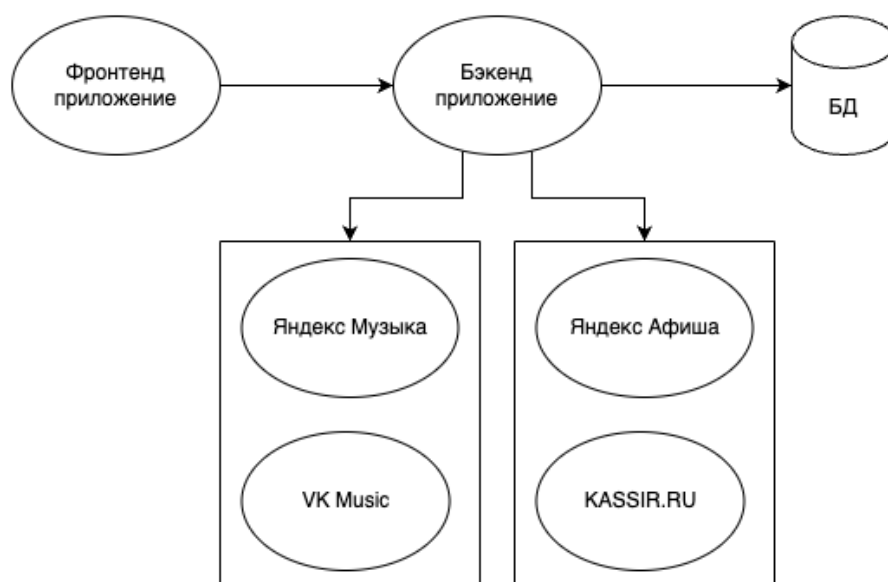 Фронтенд
приложение
Бэкенд
приложение
БД
Яндекс Музыка
Яндекс Афиша
VK Music
KASSIR.RU